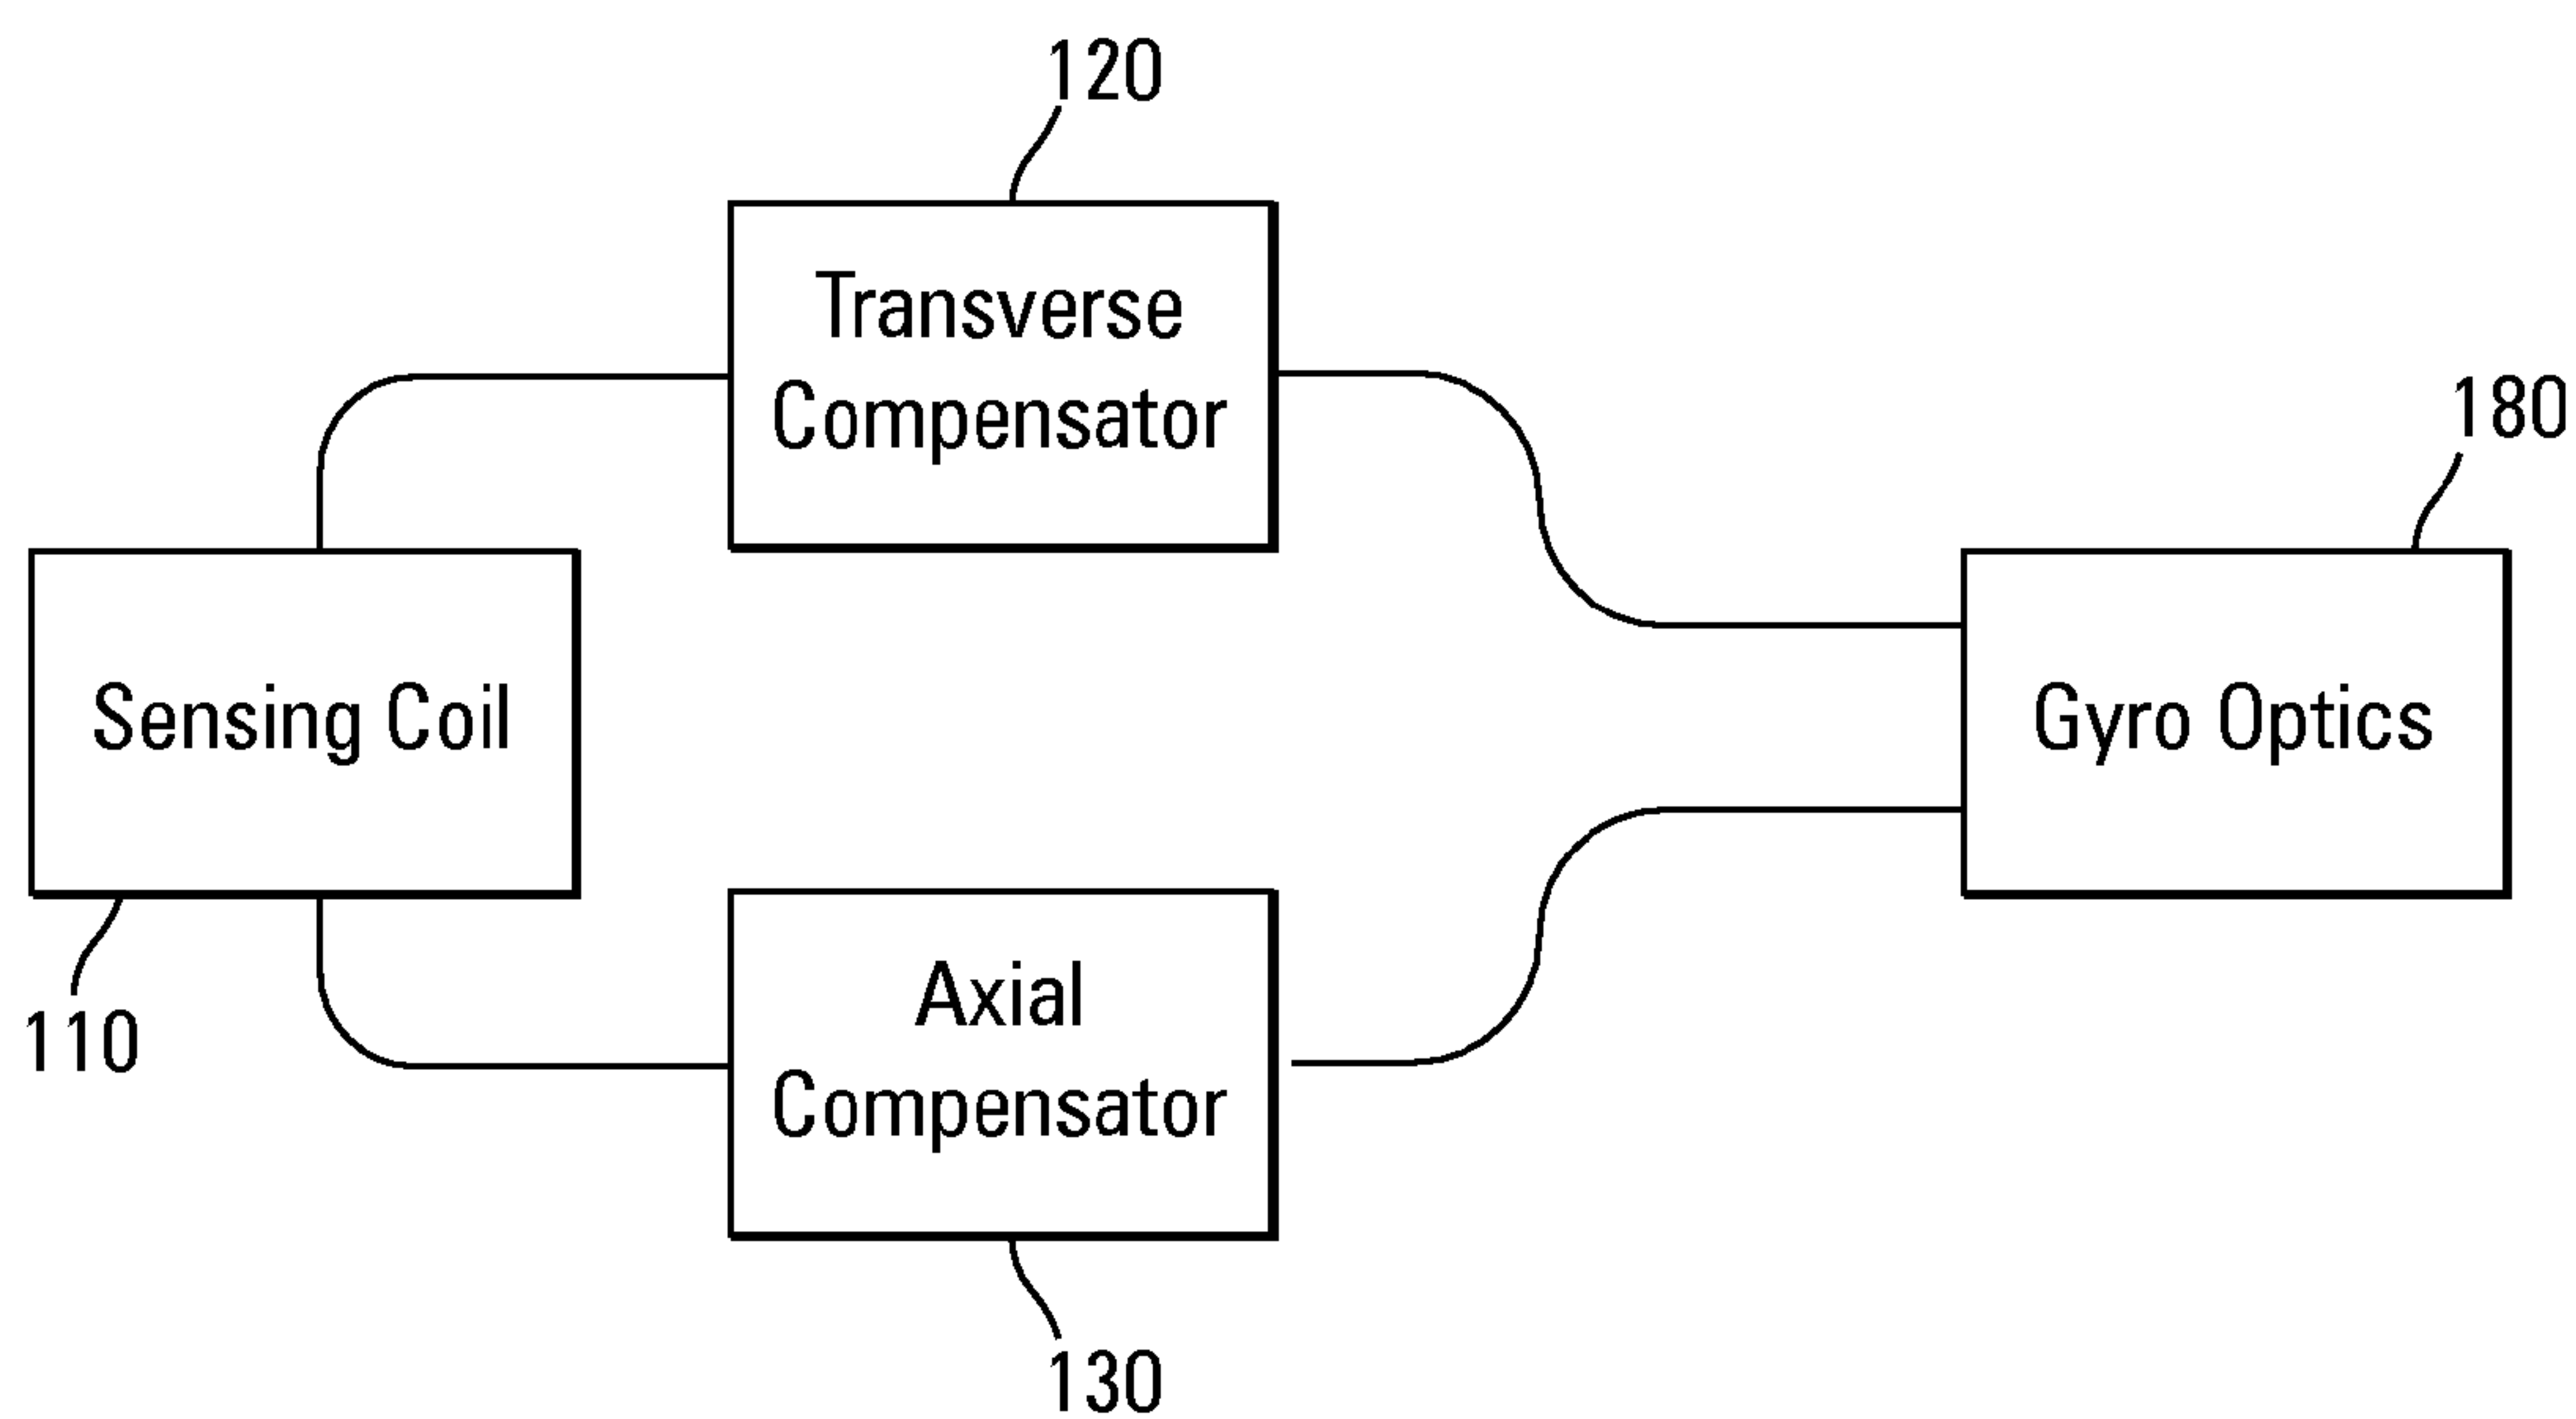 120
Transverse
Compensator
180
Sensing Coil
Gyro Optics
110
Axial
Compensator
130